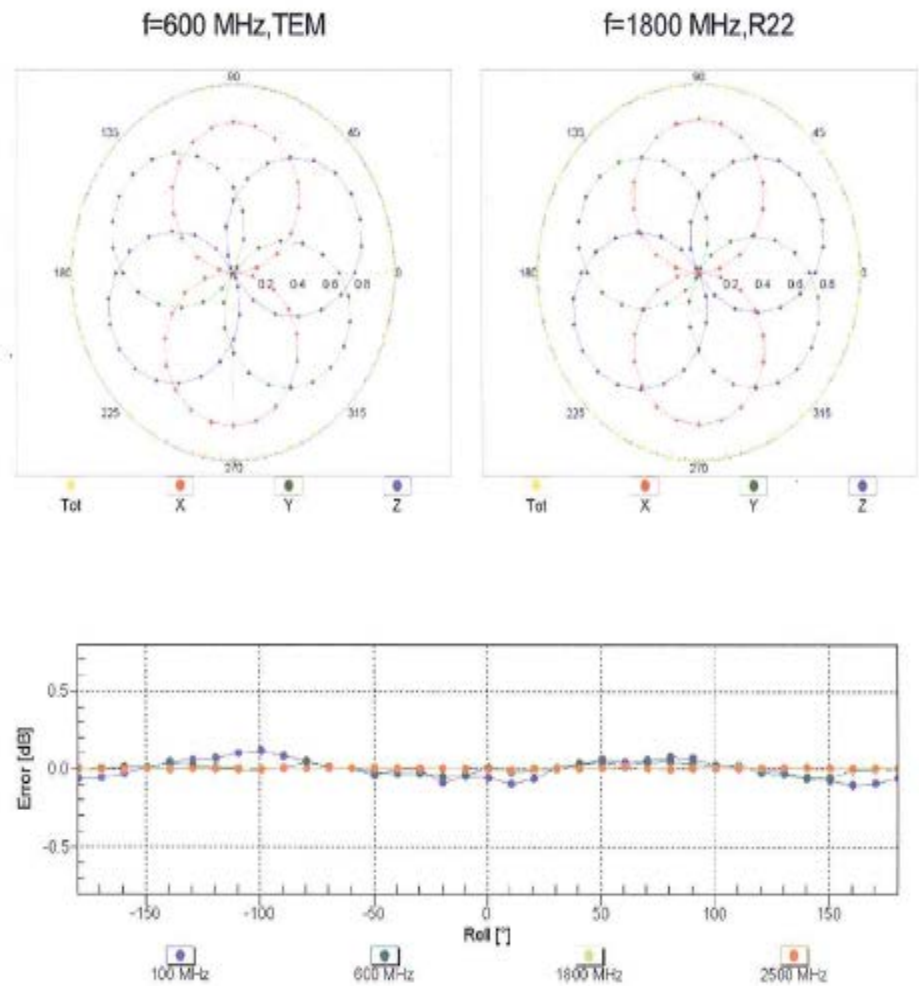 f=600 MHz,TEM
f=1800 MHz,R22
90
90
135
45
135
45
180
0.2 0.4 0.6 0.8
0
180
0.2 0.4 0.6 0.8
0
225
315
225
315
270
270
Tot X Y Z
Tot X Y Z
0.5
0.0
-0.5
Error [dB]
-150 -100 -50 0 50 100 150
Roll [°]
100 MHz 600 MHz 1800 MHz 2500 MHz